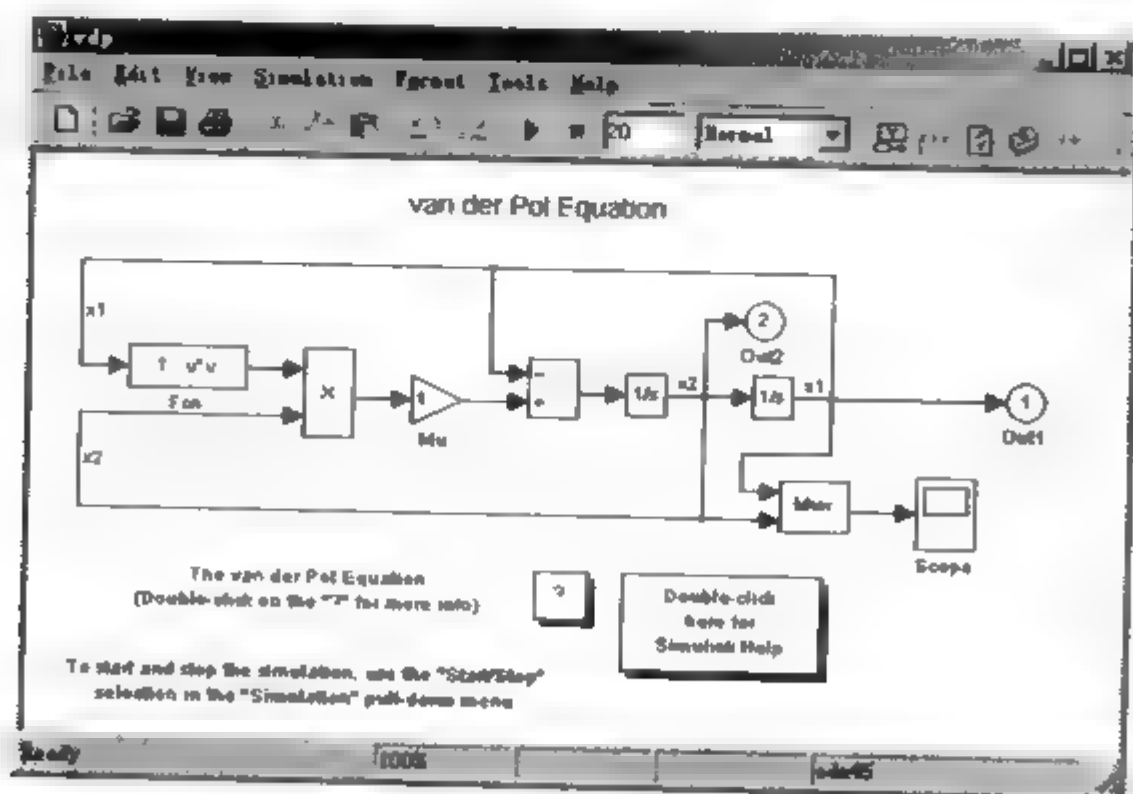 vdp
File Edit View Simulation Format Tools Help
20 Normal
van der Pol Equation
x1
2
Out2
Fcn
x
1
Mu
-
+
1/s
x2
1/s
x1
1
Out1
x2
Mux
Scope
The van der Pol Equation
(Double-click on the "?" for more info)
?
Double-click
here for
Simulink Help
To start and stop the simulation, use the "Start/Stop"
selection in the "Simulation" pull-down menu
Ready 100% ode45